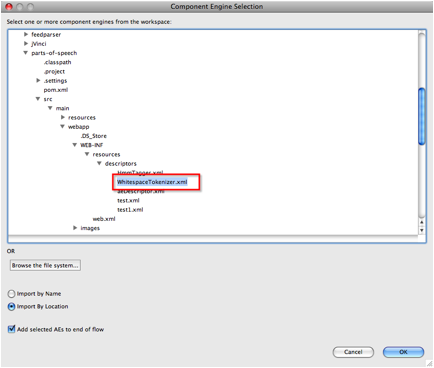 Component Engine Selection
Select one or more component engines from the workspace:
feedparser
JVinci
parts-of-speech
.classpath
.project
.settings
pom.xml
src
main
resources
webapp
.DS_Store
WEB-INF
resources
descriptors
HmmTagger.xml
WhitespaceTokenizer.xml
aeDescriptor.xml
test.xml
test1.xml
web.xml
images
OR
Browse the file system...
Import by Name
Import By Location
Add selected AEs to end of flow
Cancel
OK